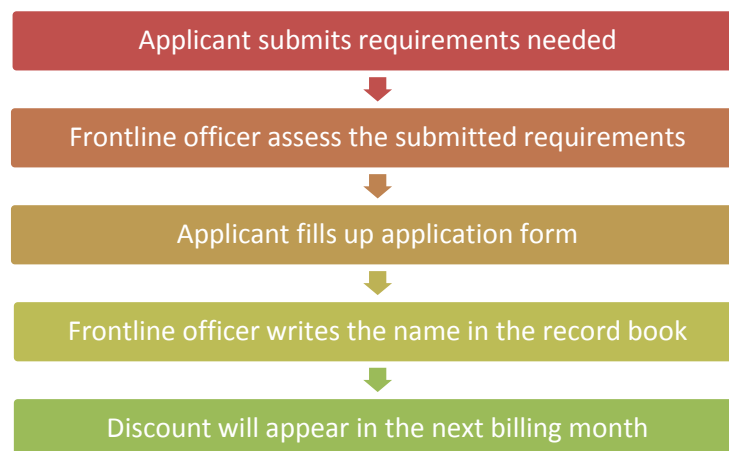 Applicant submits requirements needed
Frontline officer assess the submitted requirements
Applicant fills up application form
Frontline officer writes the name in the record book
Discount will appear in the next billing month